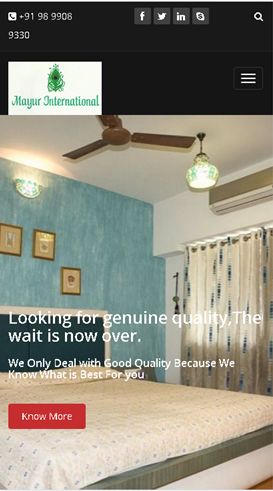 +91 98 9908
9330
Mayur International
Looking for genuine quality,The
wait is now over.
We Only Deal with Good Quality Because We
Know What is Best For you
Know More